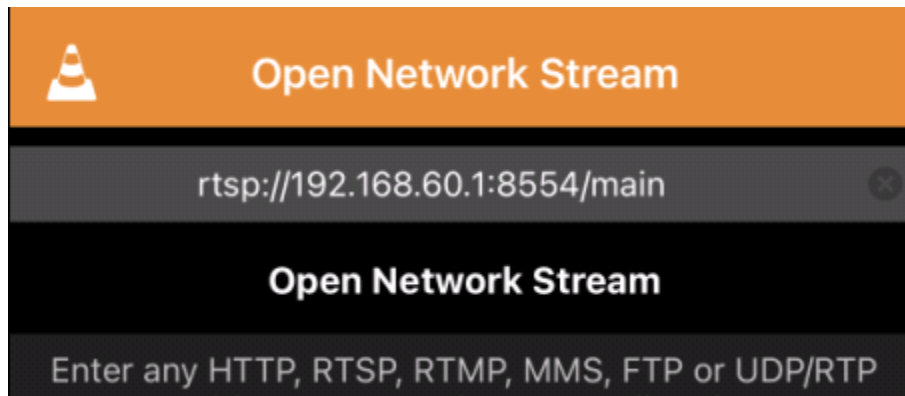 Open Network Stream
rtsp://192.168.60.1:8554/main
Open Network Stream
Enter any HTTP, RTSP, RTMP, MMS, FTP or UDP/RTP